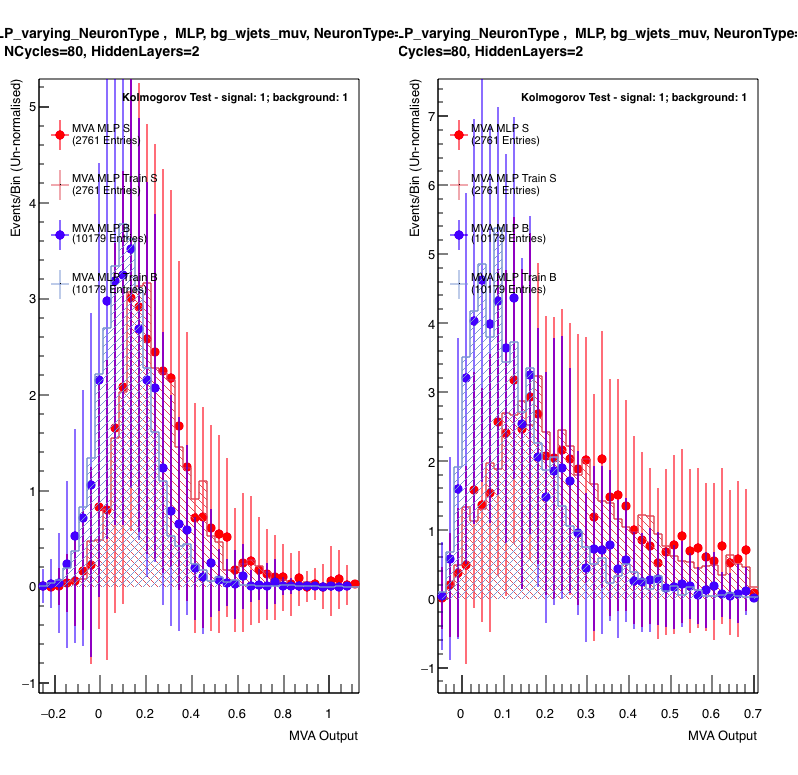 LP_varying_NeuronType , MLP, bg_wjets_muv, NeuronType=
NCycles=80, HiddenLayers=2
Events/Bin (Un-normalised)
Kolmogorov Test - signal: 1; background: 1
MVA MLP S
(2761 Entries)
MVA MLP Train S
(2761 Entries)
MVA MLP B
(10179 Entries)
MVA MLP Train B
(10179 Entries)
5
4
3
2
1
0
−1
−0.2 0 0.2 0.4 0.6 0.8 1
MVA Output
LP_varying_NeuronType , MLP, bg_wjets_muv, NeuronType=
Cycles=80, HiddenLayers=2
Events/Bin (Un-normalised)
Kolmogorov Test - signal: 1; background: 1
MVA MLP S
(2761 Entries)
MVA MLP Train S
(2761 Entries)
MVA MLP B
(10179 Entries)
MVA MLP Train B
(10179 Entries)
7
6
5
4
3
2
1
0
−1
0 0.1 0.2 0.3 0.4 0.5 0.6 0.7
MVA Output